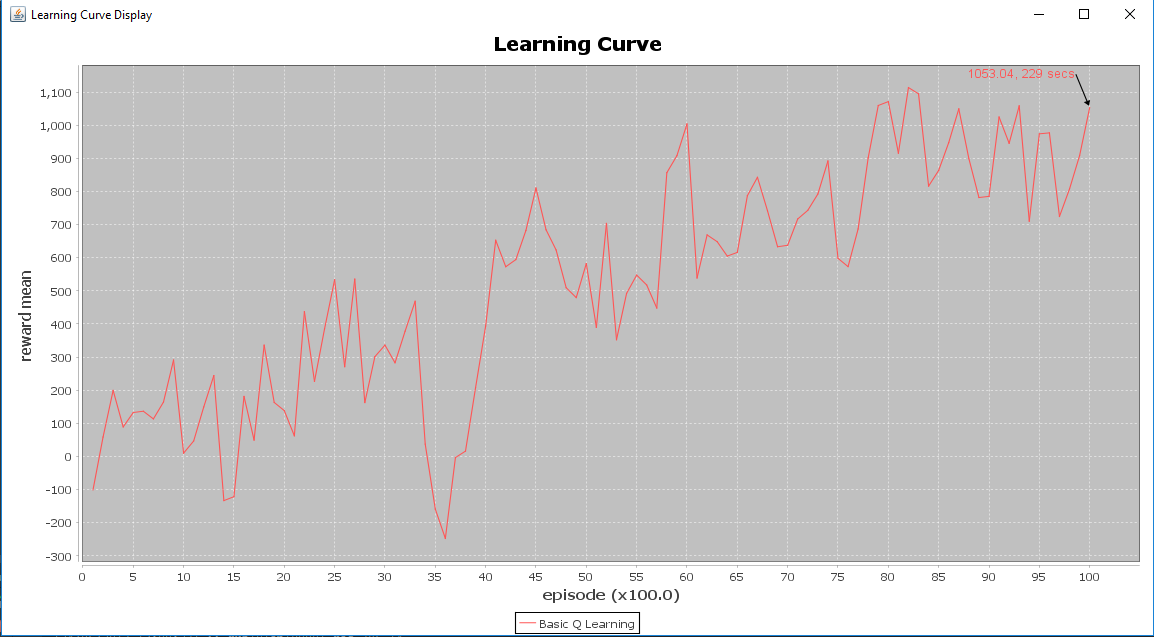 Learning Curve Display
Learning Curve
1053.04, 229 secs
1,100
1,000
900
800
700
600
500
400
300
200
100
0
-100
-200
-300
reward mean
0 5 10 15 20 25 30 35 40 45 50 55 60 65 70 75 80 85 90 95 100
episode (x100.0)
Basic Q Learning